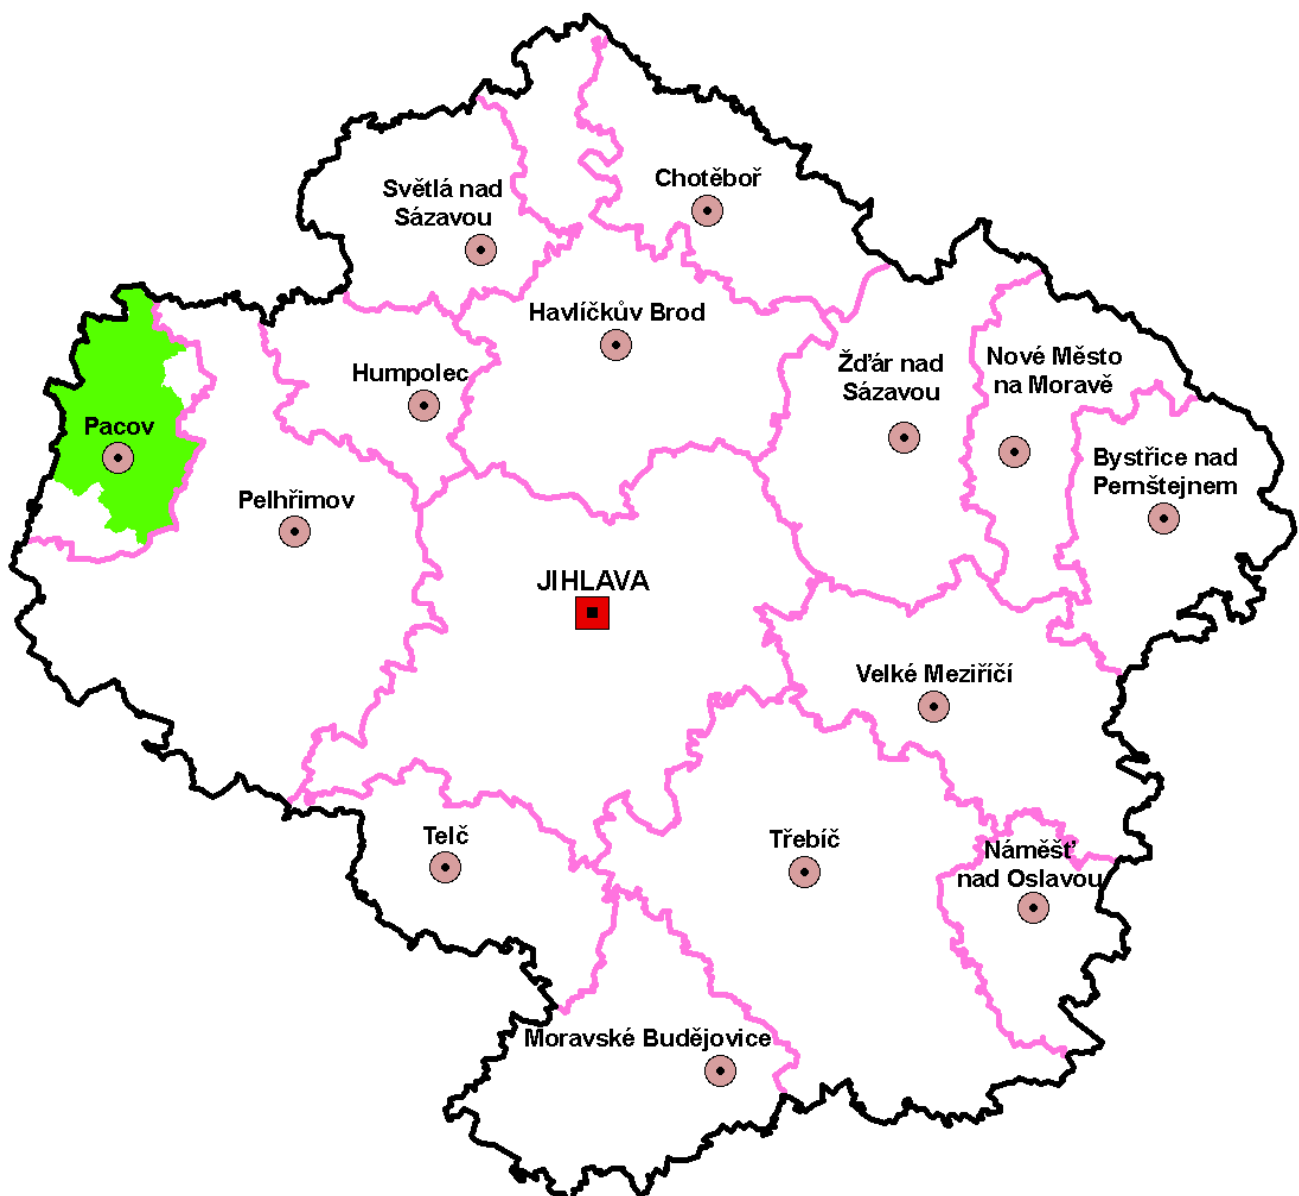 Chotěboř
Světlá nad
Sázavou
Havlíčkův Brod
Žďár nad
Sázavou
Nové Město
na Moravě
Humpolec
Pacov
Bystřice nad
Pernštejnem
Pelhřimov
JIHLAVA
Velké Meziříčí
Telč
Třebíč
Náměšť
nad Oslavou
Moravské Budějovice